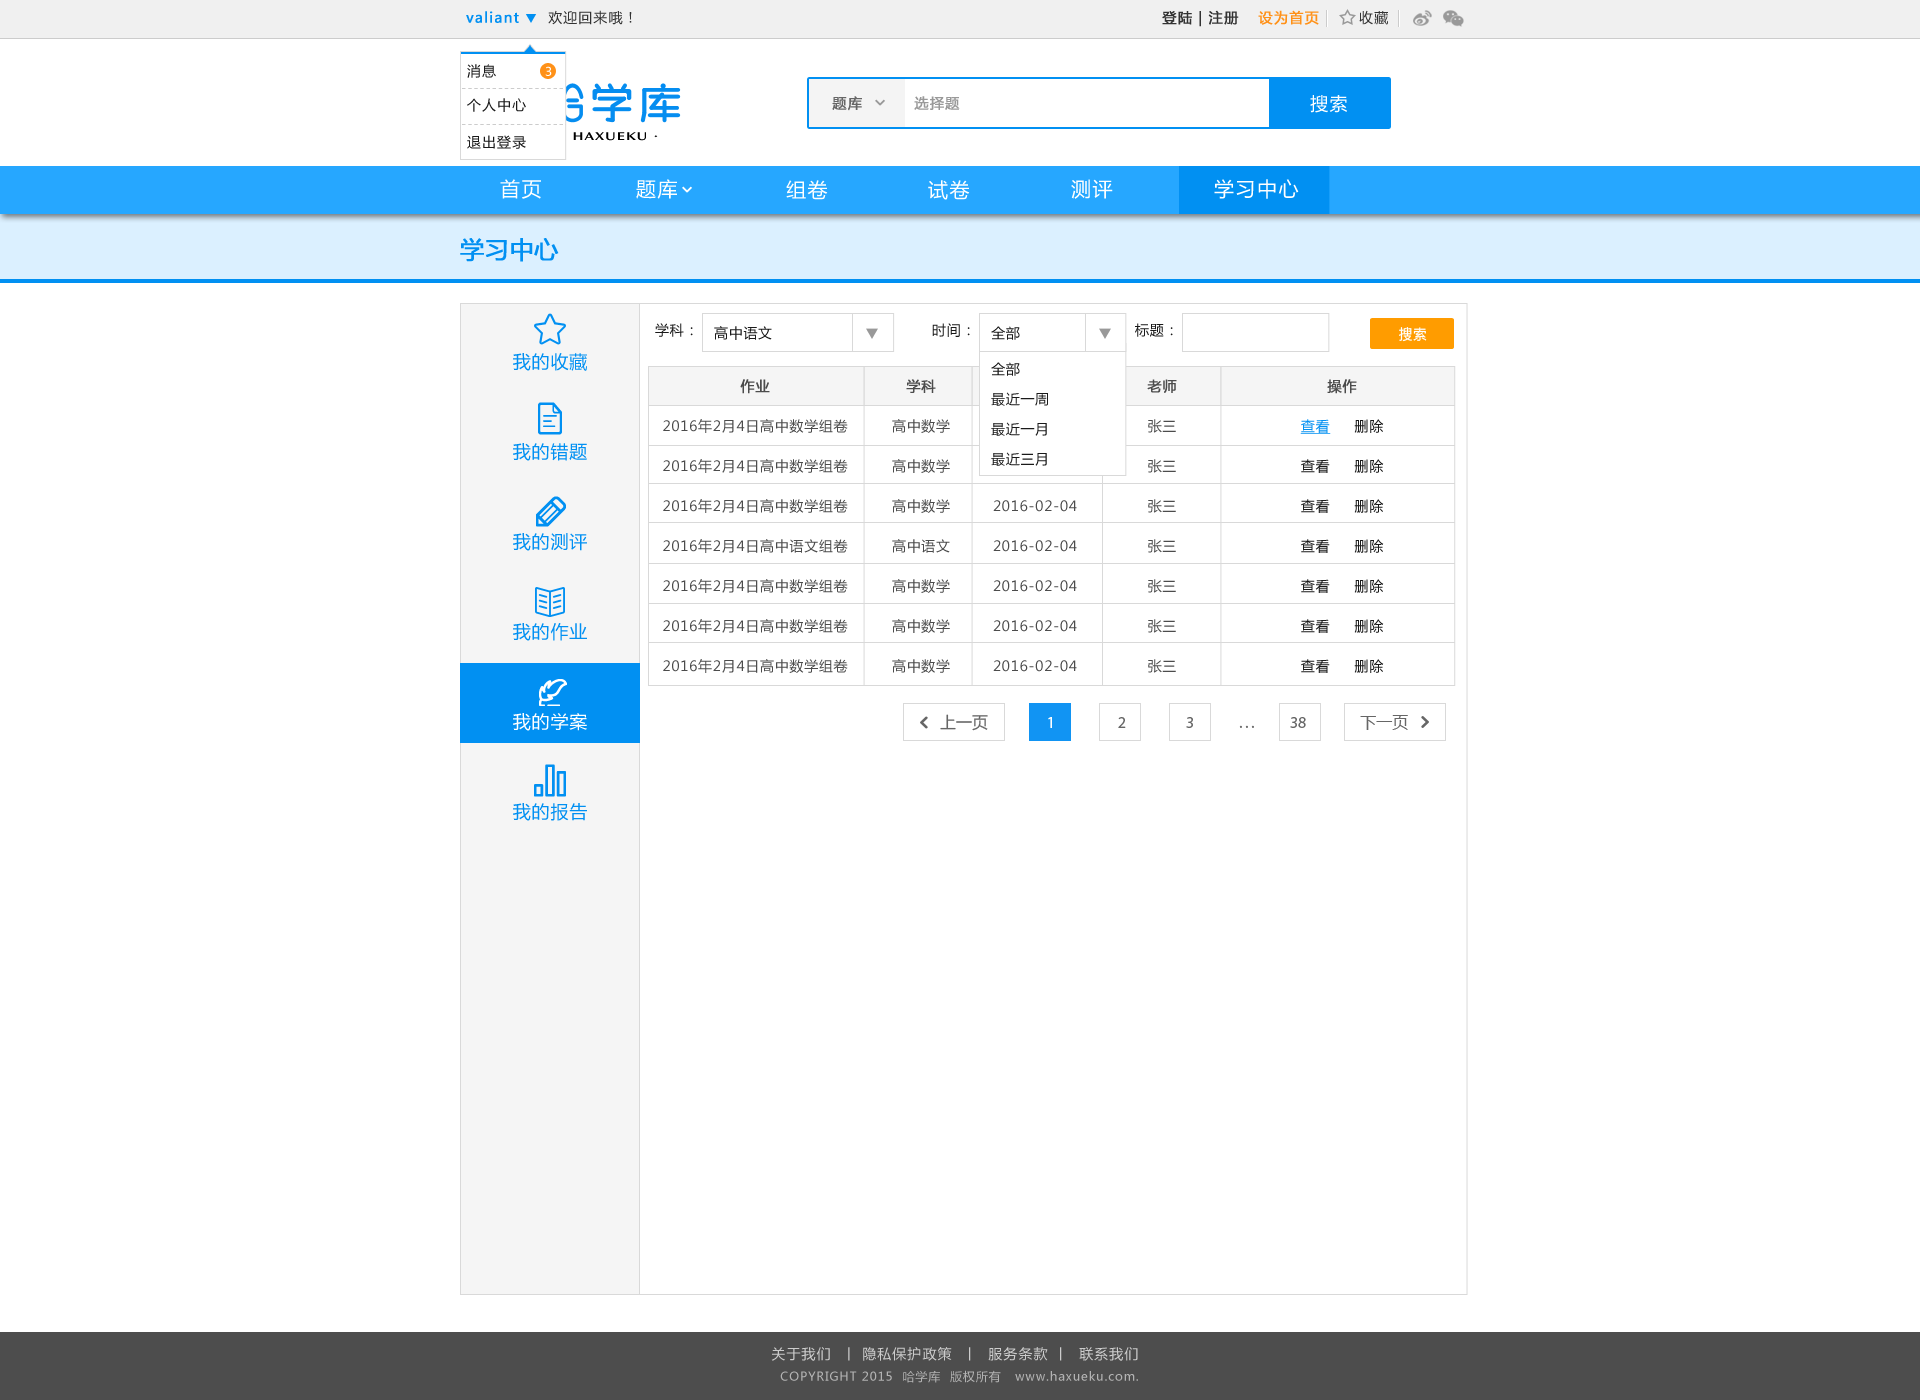 valiant ▼ 欢迎回来哦！
登陆 | 注册 设为首页 收藏
消息 3
个人中心
退出登录
学库
HAXUEKU ·
题库 选择题 搜索
首页 题库 组卷 试卷 测评 学习中心
学习中心
我的收藏
我的错题
我的测评
我的作业
我的学案
我的报告
学科： 高中语文 ▼ 时间： 全部 ▼ 标题： 搜索
全部
最近一周
最近一月
最近三月
作业 学科 老师 操作
2016年2月4日高中数学组卷 高中数学 张三 查看 删除
2016年2月4日高中数学组卷 高中数学 张三 查看 删除
2016年2月4日高中数学组卷 高中数学 2016-02-04 张三 查看 删除
2016年2月4日高中语文组卷 高中语文 2016-02-04 张三 查看 删除
2016年2月4日高中数学组卷 高中数学 2016-02-04 张三 查看 删除
2016年2月4日高中数学组卷 高中数学 2016-02-04 张三 查看 删除
2016年2月4日高中数学组卷 高中数学 2016-02-04 张三 查看 删除
上一页 1 2 3 ... 38 下一页
关于我们 | 隐私保护政策 | 服务条款 | 联系我们
COPYRIGHT 2015 哈学库 版权所有 www.haxueku.com.